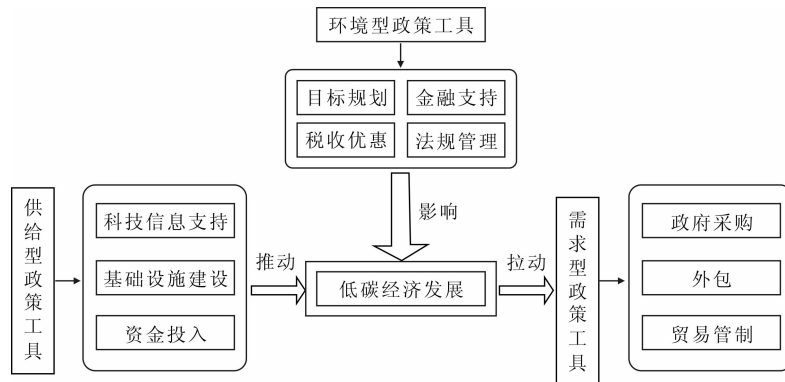 环境型政策工具
目标规划
金融支持
税收优惠
法规管理
影响
供给型政策工具
科技信息支持
基础设施建设
资金投入
推动
低碳经济发展
拉动
需求型政策工具
政府采购
外包
贸易管制